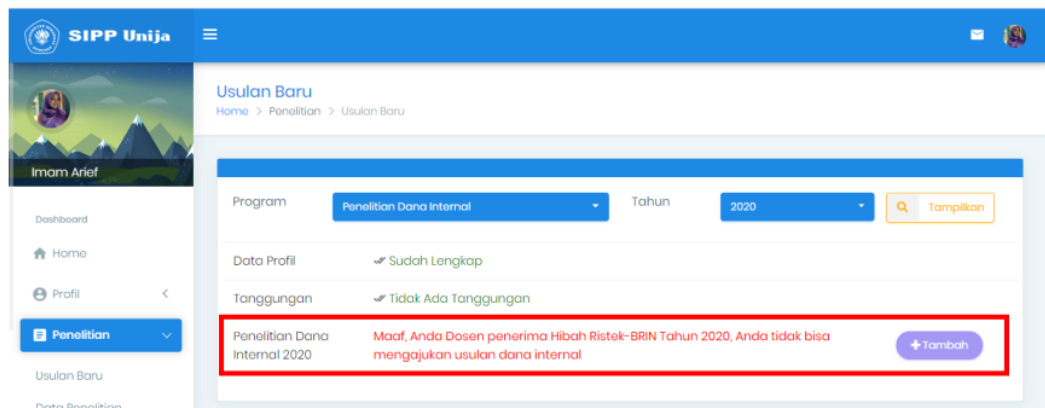 SIPP Unija
Imam Arief
Dashboard
Home
Profil
Penelitian
Usulan Baru
Data Penelitian
Usulan Baru
Home > Penelitian > Usulan Baru
Program
Penelitian Dana Internal
Tahun
2020
Tampilkan
Data Profil
Sudah Lengkap
Tanggungan
Tidak Ada Tanggungan
Penelitian Dana
Internal 2020
Maaf, Anda Dosen penerima Hibah Ristek-BRIN Tahun 2020, Anda tidak bisa
mengajukan usulan dana internal
+Tambah